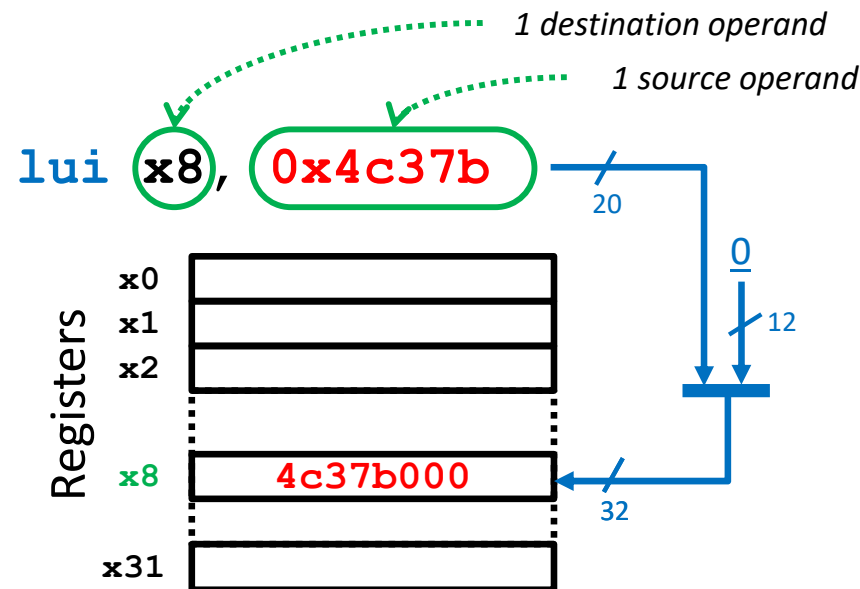 1 destination operand
1 source operand
lui x8, 0x4c37b
20
0
x0
x1
12
x2
Registers
x8 4c37b000
32
x31